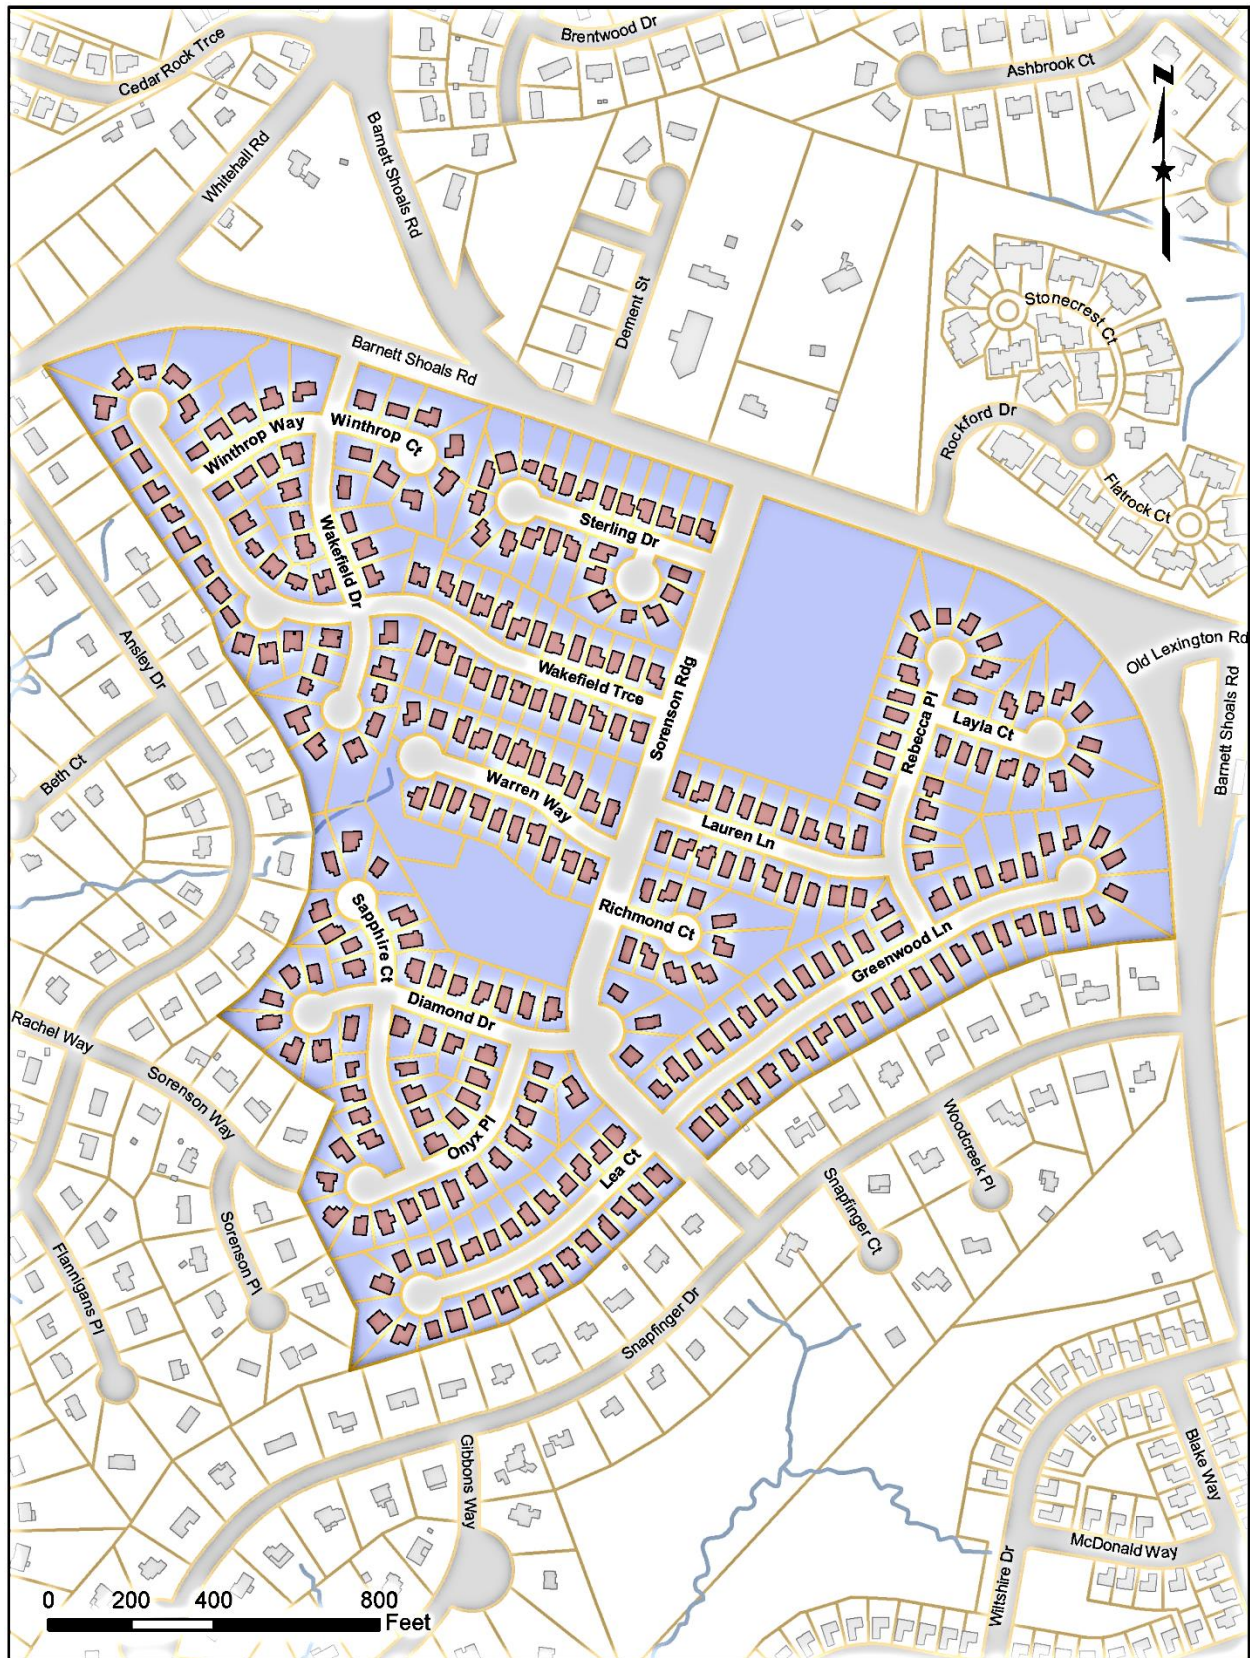 Brentwood Dr
Cedar Rock Trce
Ashbrook Ct
N
Barnett Shoals Rd
Whitehall Rd
Dement St
Stonecrest Ct
Barnett Shoals Rd
Rockford Dr
Winthrop Way
Winthrop Ct
Flatrock Ct
Sterling Dr
Wakefield Dr
Ansley Dr
Old Lexington Rd
Wakefield Trce
Sorenson Rdg
Barnett Shoals Rd
Rebecca Pl
Layla Ct
Beth Ct
Warren Way
Lauren Ln
Richmond Ct
Sapphire Ct
Greenwood Ln
Diamond Dr
Rachel Way
Sorenson Way
Onyx Pl
Woodcreek Pl
Lea Ct
Snapfinger Ct
Sorenson Pl
Flannigans Pl
Snapfinger Dr
Gibbons Way
Blake Way
McDonald Way
Wiltshire Dr
0 200 400 800
Feet